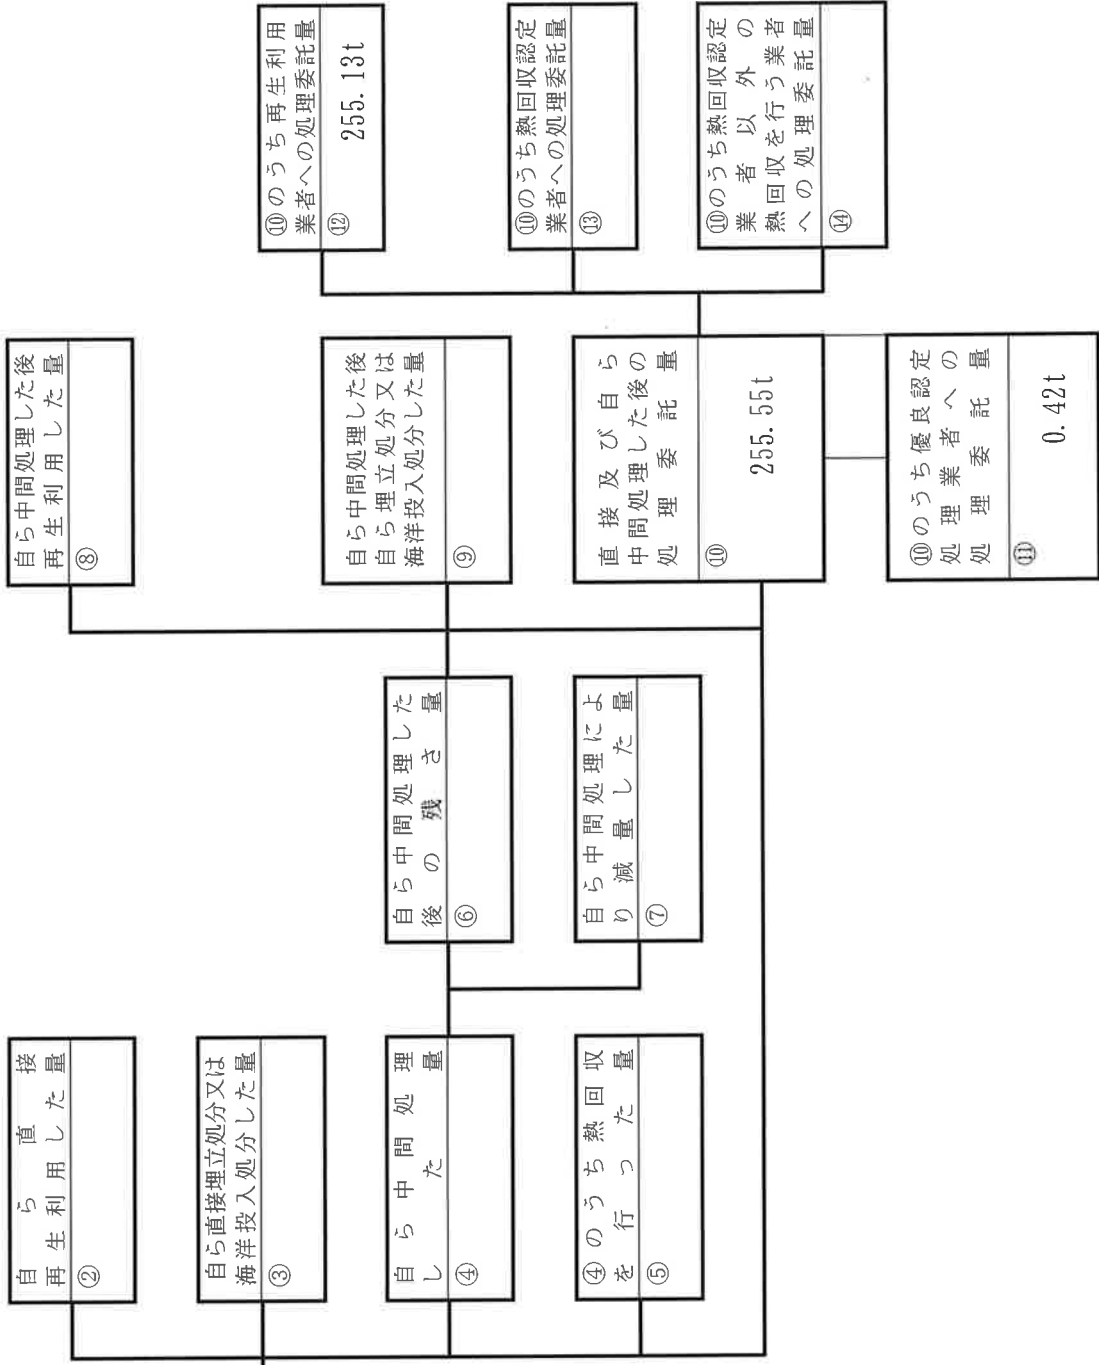 自ら直接
再生利用した量
②
自ら直接埋立処分又は
海洋投入処分した量
③
自ら中間処理
した量
④
④のうち熱回収
を行った量
⑤
自ら中間処理した
後の残さ量
⑥
自ら中間処理によ
り減量した量
⑦
自ら中間処理した後
再生利用した量
⑧
自ら中間処理した後
自ら埋立処分又は
海洋投入処分した量
⑨
直接及び自ら
中間処理した後の
処理委託量
⑩
255.55t
⑩のうち優良認定
処理業者への
処理委託量
⑪
0.42t
⑩のうち再生利用
業者への処理委託量
⑫
255.13t
⑩のうち熱回収認定
業者への処理委託量
⑬
⑩のうち熱回収認定
業者以外の
熱回収を行う業者
への処理委託量
⑭